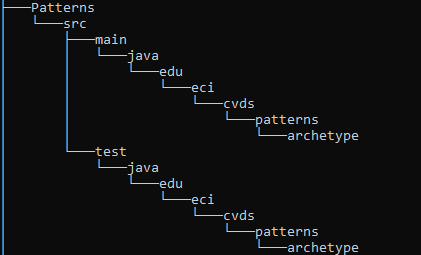 Patterns
src
main
java
edu
eci
cvds
patterns
archetype
test
java
edu
eci
cvds
patterns
archetype